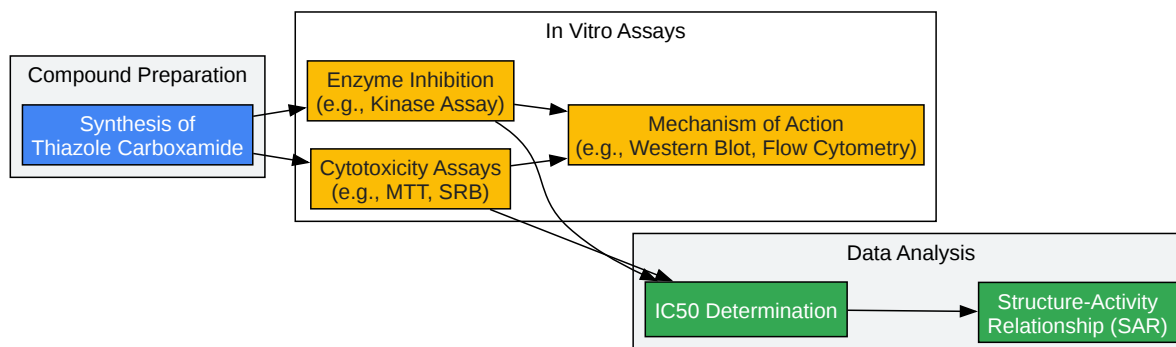 Compound Preparation
Synthesis of
Thiazole Carboxamide
In Vitro Assays
Enzyme Inhibition
(e.g., Kinase Assay)
Cytotoxicity Assays
(e.g., MTT, SRB)
Mechanism of Action
(e.g., Western Blot, Flow Cytometry)
Data Analysis
IC50 Determination
Structure-Activity
Relationship (SAR)